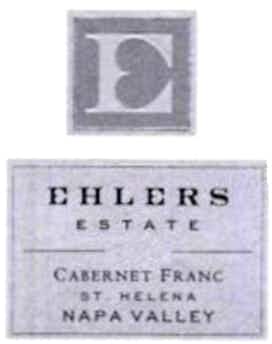 E
EHLERS
ESTATE
CABERNET FRANC
ST. HELENA
NAPA VALLEY